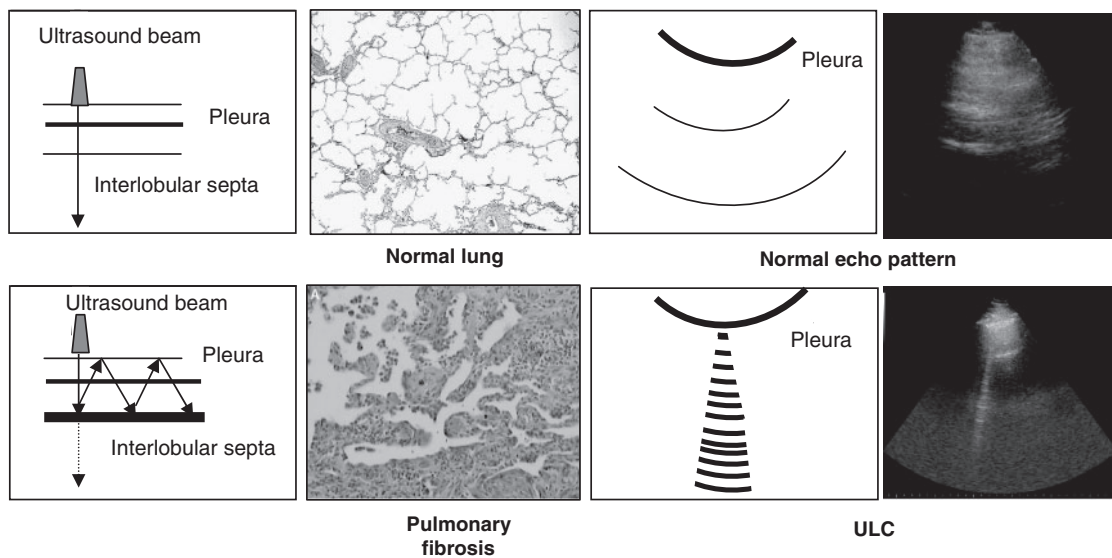 Ultrasound beam
Pleura
Interlobular septa
Normal lung
Pleura
Normal echo pattern
Ultrasound beam
Pleura
Interlobular septa
A
Pulmonary
fibrosis
Pleura
ULC